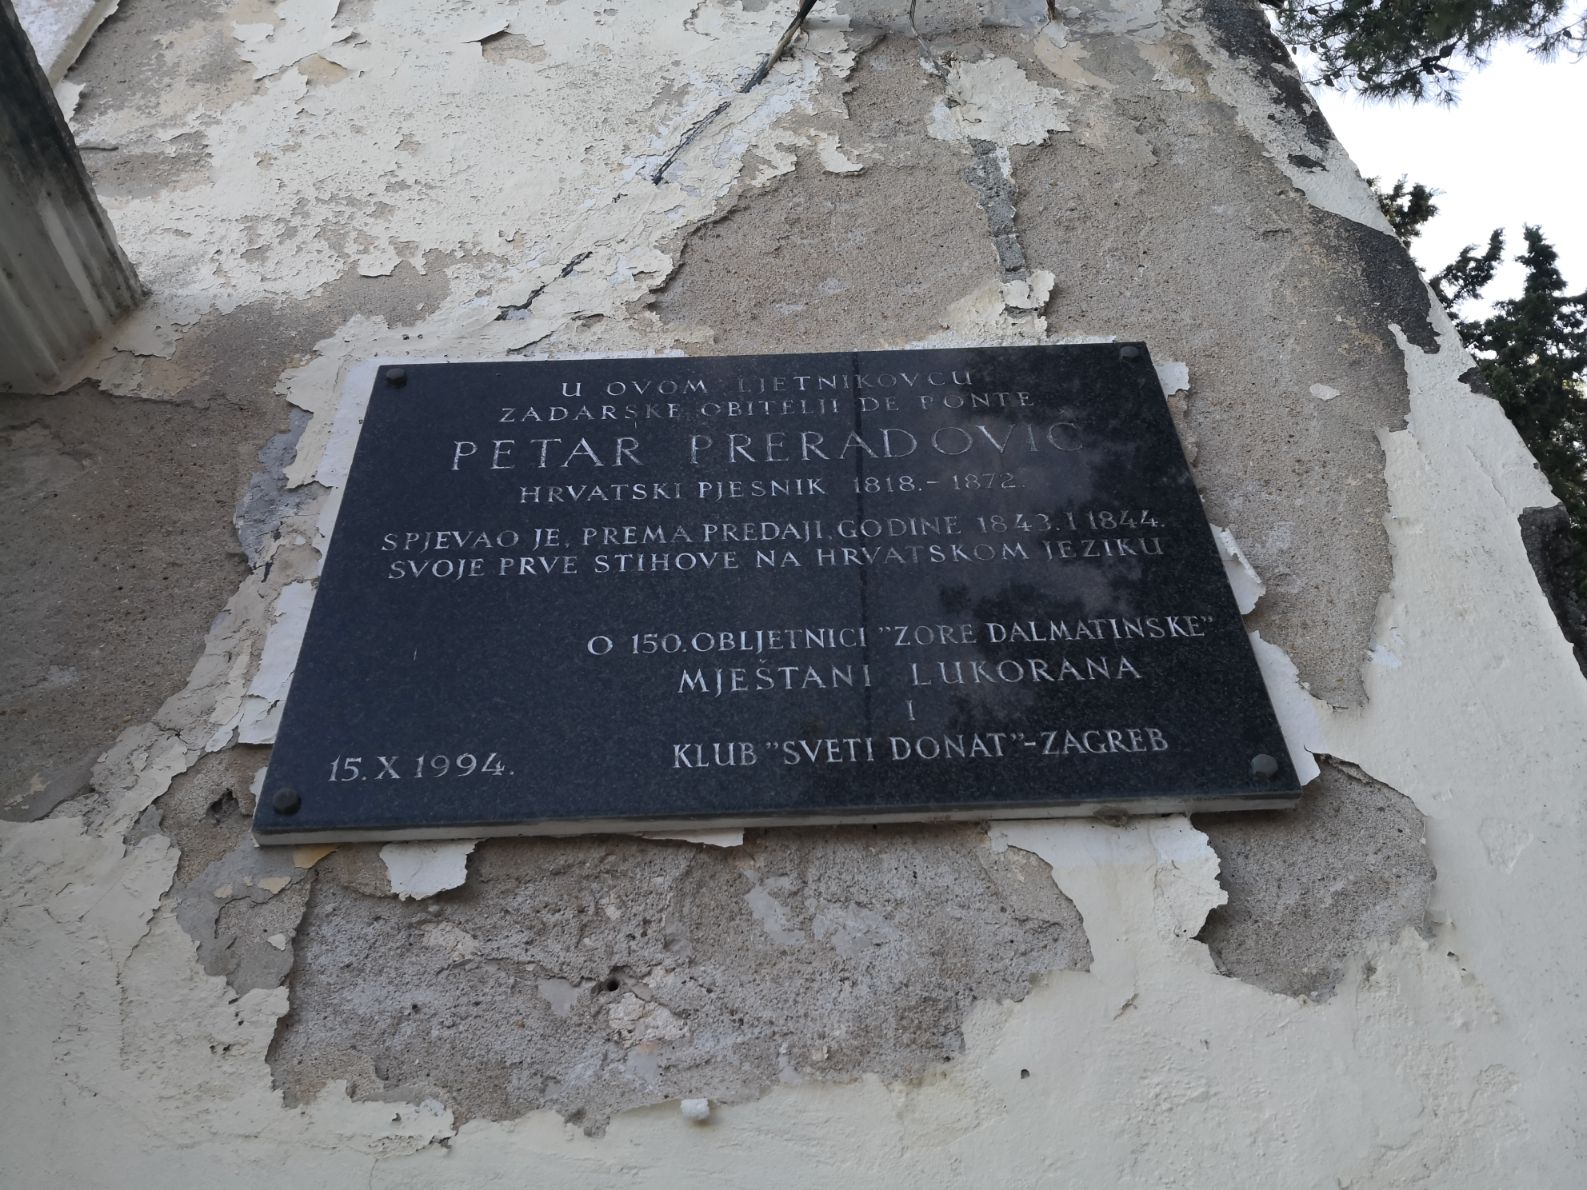 U OVOM LJETNIKOVCU
ZADARSKE OBITELJI DE PONTE
PETAR PRERADOVIĆ
HRVATSKI PJESNIK 1818.- 1872.
SPJEVAO JE, PREMA PREDAJI, GODINE 1843. I 1844.
SVOJE PRVE STIHOVE NA HRVATSKOM JEZIKU
O 150.OBLJETNICI "ZORE DALMATINSKE"
MJEŠTANI LUKORANA
I
15.X 1994. KLUB "SVETI DONAT"-ZAGREB